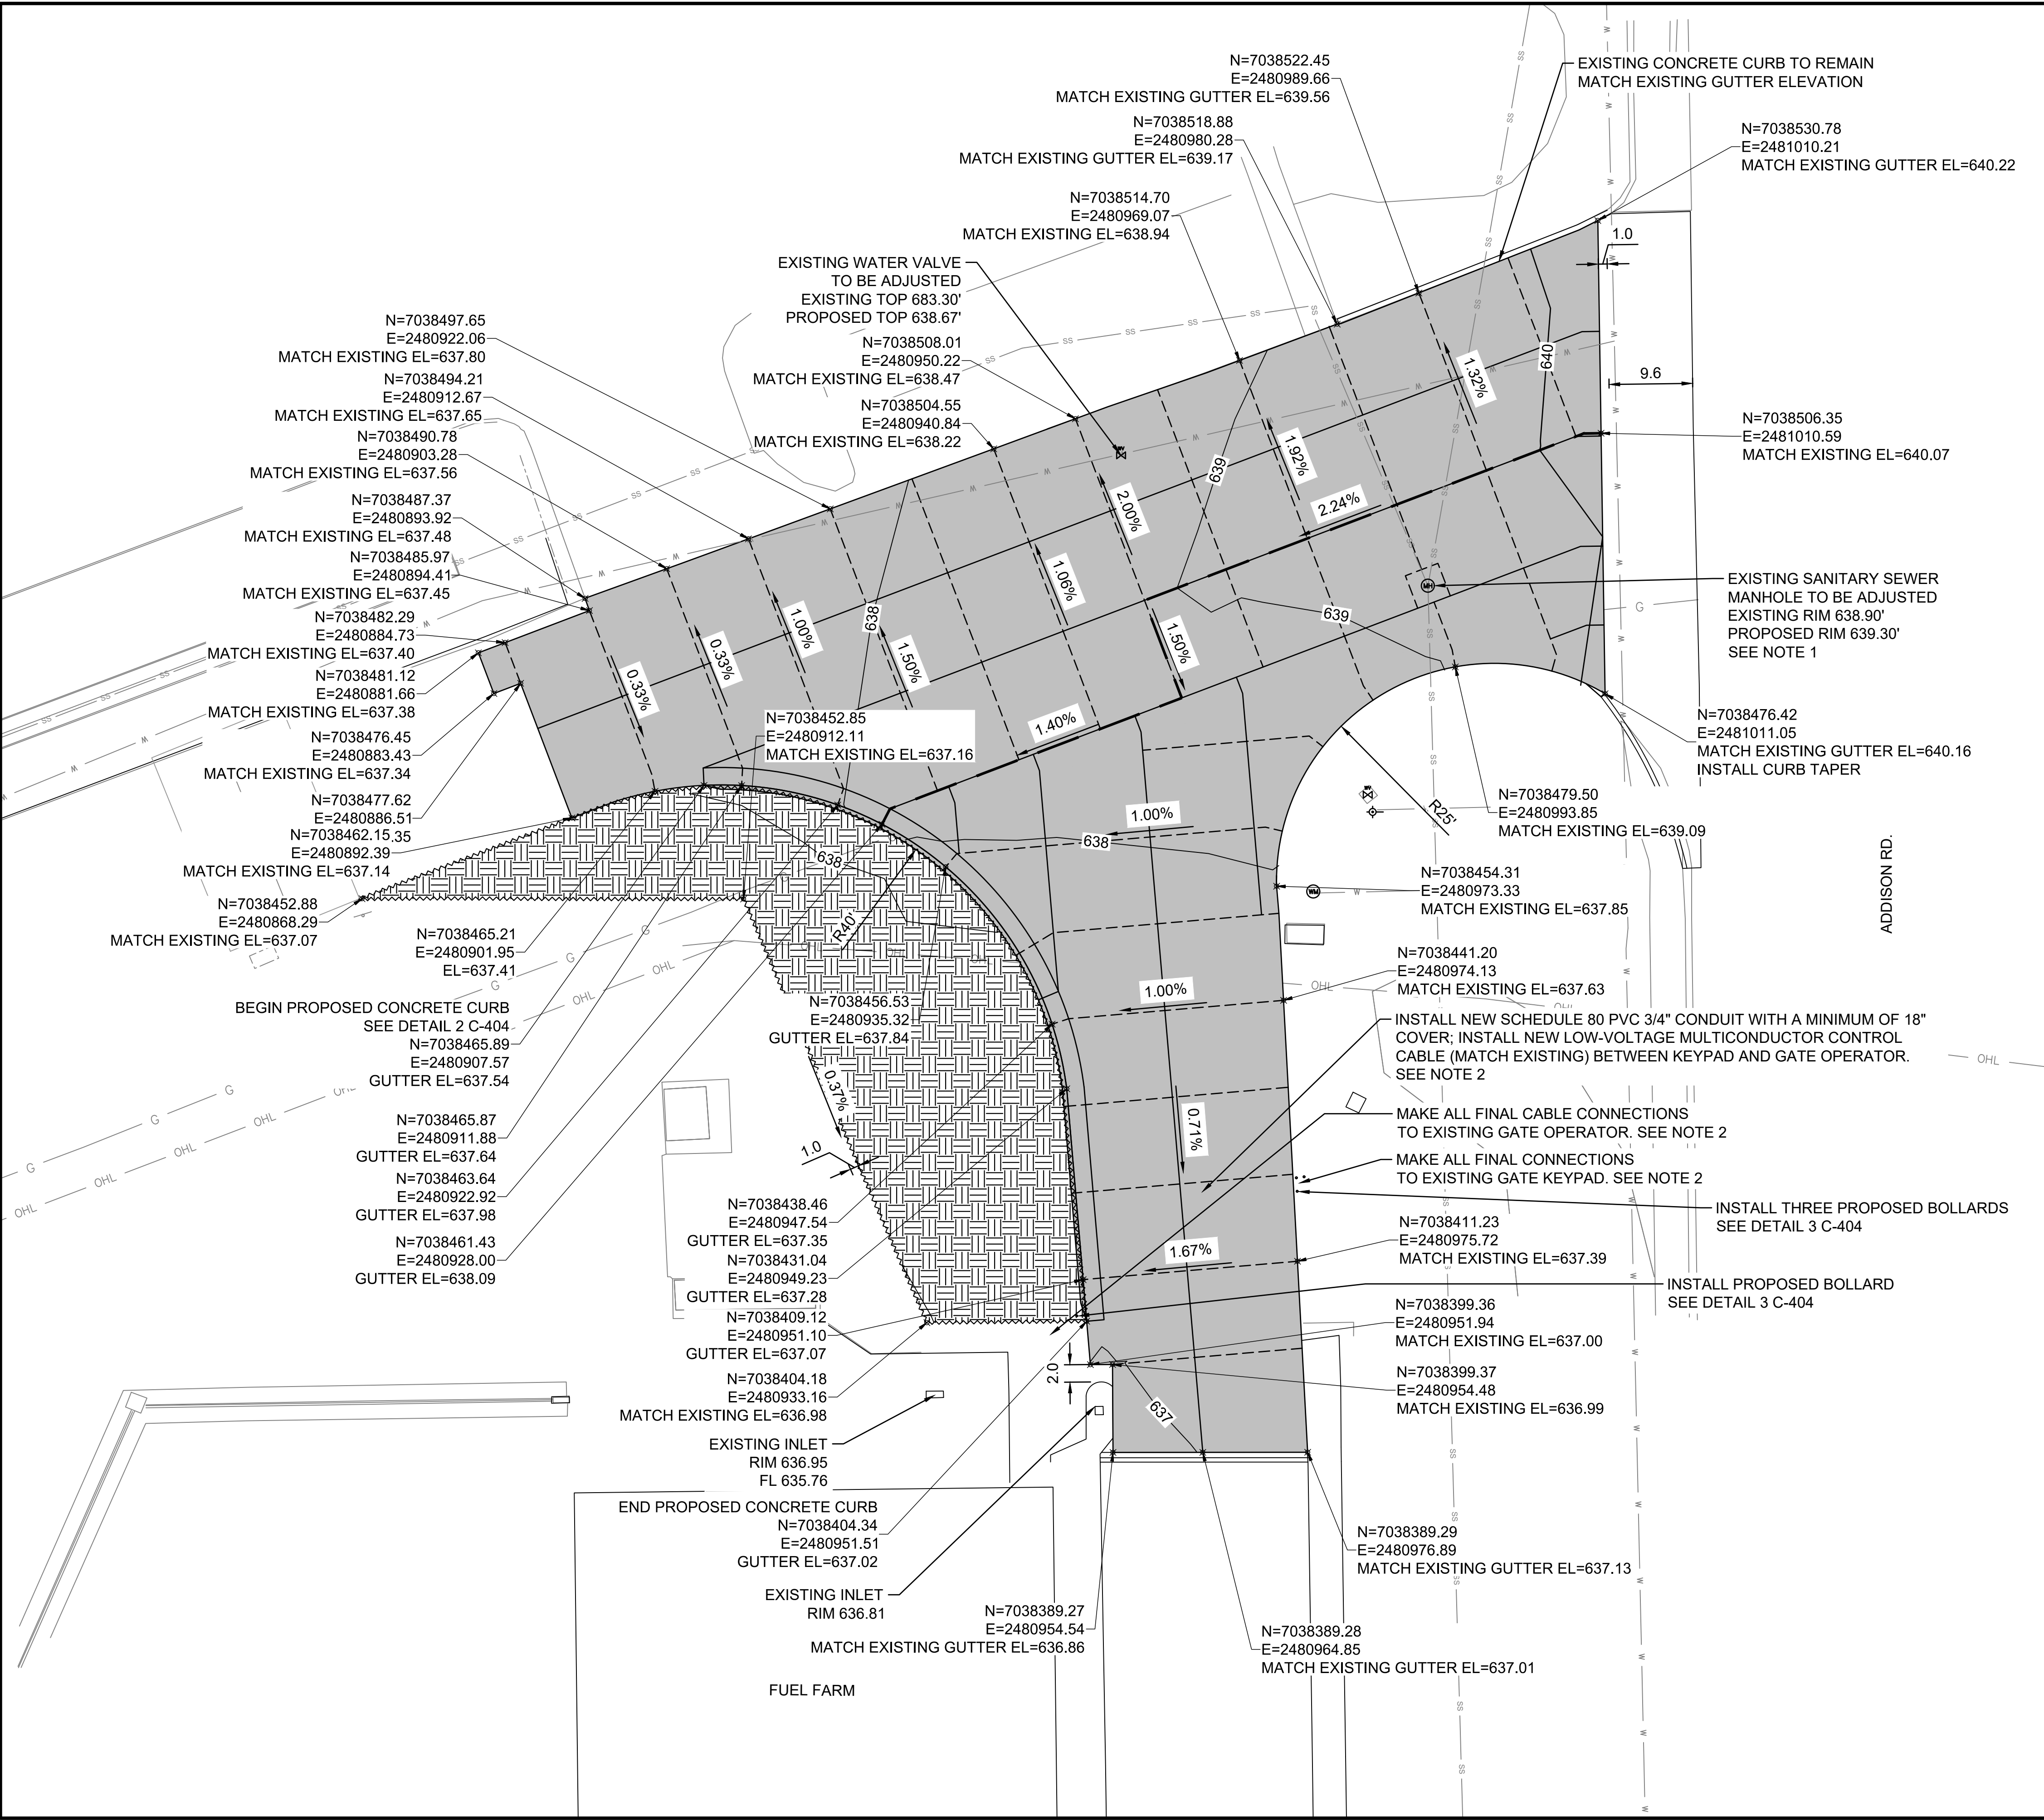 N=7038522.45
E=2480989.66
MATCH EXISTING GUTTER EL=639.56
EXISTING CONCRETE CURB TO REMAIN
MATCH EXISTING GUTTER ELEVATION
N=7038518.88
E=2480980.28
MATCH EXISTING GUTTER EL=639.17
N=7038530.78
E=2481010.21
MATCH EXISTING GUTTER EL=640.22
N=7038514.70
E=2480969.07
MATCH EXISTING EL=638.94
1.0
EXISTING WATER VALVE
TO BE ADJUSTED
EXISTING TOP 683.30'
PROPOSED TOP 638.67'
N=7038497.65
E=2480922.06
MATCH EXISTING EL=637.80
N=7038508.01
E=2480950.22
MATCH EXISTING EL=638.47
N=7038494.21
E=2480912.67
MATCH EXISTING EL=637.65
N=7038504.55
E=2480940.84
MATCH EXISTING EL=638.22
640
1.32%
9.6
N=7038506.35
E=2481010.59
MATCH EXISTING EL=640.07
N=7038490.78
E=2480903.28
MATCH EXISTING EL=637.56
1.92%
639
2.00%
2.24%
N=7038487.37
E=2480893.92
MATCH EXISTING EL=637.48
N=7038485.97
E=2480894.41
MATCH EXISTING EL=637.45
1.06%
MH
EXISTING SANITARY SEWER
MANHOLE TO BE ADJUSTED
EXISTING RIM 638.90'
PROPOSED RIM 639.30'
SEE NOTE 1
N=7038482.29
E=2480884.73
MATCH EXISTING EL=637.40
1.00%
638
639
0.33%
1.50%
1.50%
0.33%
N=7038481.12
E=2480881.66
MATCH EXISTING EL=637.38
N=7038452.85
E=2480912.11
MATCH EXISTING EL=637.16
1.40%
N=7038476.42
E=2481011.05
MATCH EXISTING GUTTER EL=640.16
INSTALL CURB TAPER
N=7038476.45
E=2480883.43
MATCH EXISTING EL=637.34
N=7038477.62
E=2480886.51
.35
N=7038462.15
E=2480892.39
MATCH EXISTING EL=637.14
1.00%
R25'
N=7038479.50
E=2480993.85
MATCH EXISTING EL=639.09
638
638
ADDISON RD.
N=7038452.88
E=2480868.29
MATCH EXISTING EL=637.07
R40'
WM
N=7038454.31
E=2480973.33
MATCH EXISTING EL=637.85
N=7038465.21
E=2480901.95
EL=637.41
N=7038441.20
E=2480974.13
MATCH EXISTING EL=637.63
1.00%
BEGIN PROPOSED CONCRETE CURB
SEE DETAIL 2 C-404
N=7038465.89
E=2480907.57
GUTTER EL=637.54
N=7038456.53
E=2480935.32
GUTTER EL=637.84
INSTALL NEW SCHEDULE 80 PVC 3/4" CONDUIT WITH A MINIMUM OF 18"
COVER; INSTALL NEW LOW-VOLTAGE MULTICONDUCTOR CONTROL
CABLE (MATCH EXISTING) BETWEEN KEYPAD AND GATE OPERATOR.
SEE NOTE 2
0.37%
0.71%
MAKE ALL FINAL CABLE CONNECTIONS
TO EXISTING GATE OPERATOR. SEE NOTE 2
N=7038465.87
E=2480911.88
GUTTER EL=637.64
1.0
MAKE ALL FINAL CONNECTIONS
TO EXISTING GATE KEYPAD. SEE NOTE 2
N=7038463.64
E=2480922.92
GUTTER EL=637.98
N=7038438.46
E=2480947.54
GUTTER EL=637.35
INSTALL THREE PROPOSED BOLLARDS
SEE DETAIL 3 C-404
N=7038461.43
E=2480928.00
GUTTER EL=638.09
N=7038431.04
E=2480949.23
GUTTER EL=637.28
1.67%
N=7038411.23
E=2480975.72
MATCH EXISTING EL=637.39
INSTALL PROPOSED BOLLARD
SEE DETAIL 3 C-404
N=7038409.12
E=2480951.10
GUTTER EL=637.07
N=7038399.36
E=2480951.94
MATCH EXISTING EL=637.00
N=7038404.18
E=2480933.16
MATCH EXISTING EL=636.98
2.0
637
N=7038399.37
E=2480954.48
MATCH EXISTING EL=636.99
EXISTING INLET
RIM 636.95
FL 635.76
END PROPOSED CONCRETE CURB
N=7038404.34
E=2480951.51
GUTTER EL=637.02
N=7038389.29
E=2480976.89
MATCH EXISTING GUTTER EL=637.13
EXISTING INLET
RIM 636.81
N=7038389.27
E=2480954.54
MATCH EXISTING GUTTER EL=636.86
N=7038389.28
E=2480964.85
MATCH EXISTING GUTTER EL=637.01
FUEL FARM